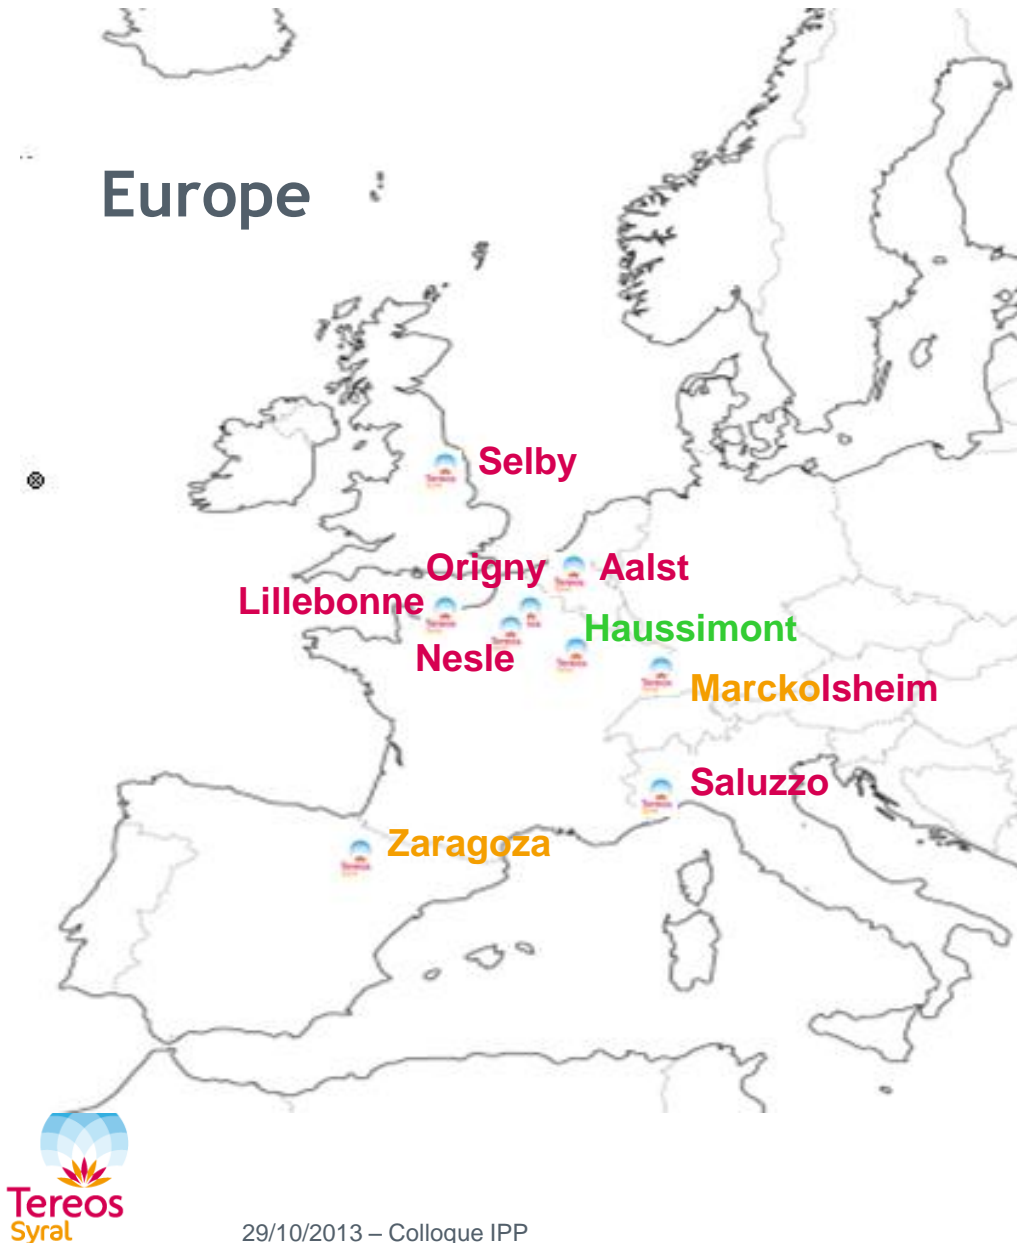 Europe
Selby
Origny
Aalst
Lillebonne
Haussimont
Nesle
Marckolsheim
Saluzzo
Zaragoza
Tereos
Syral
29/10/2013 – Colloque IPP